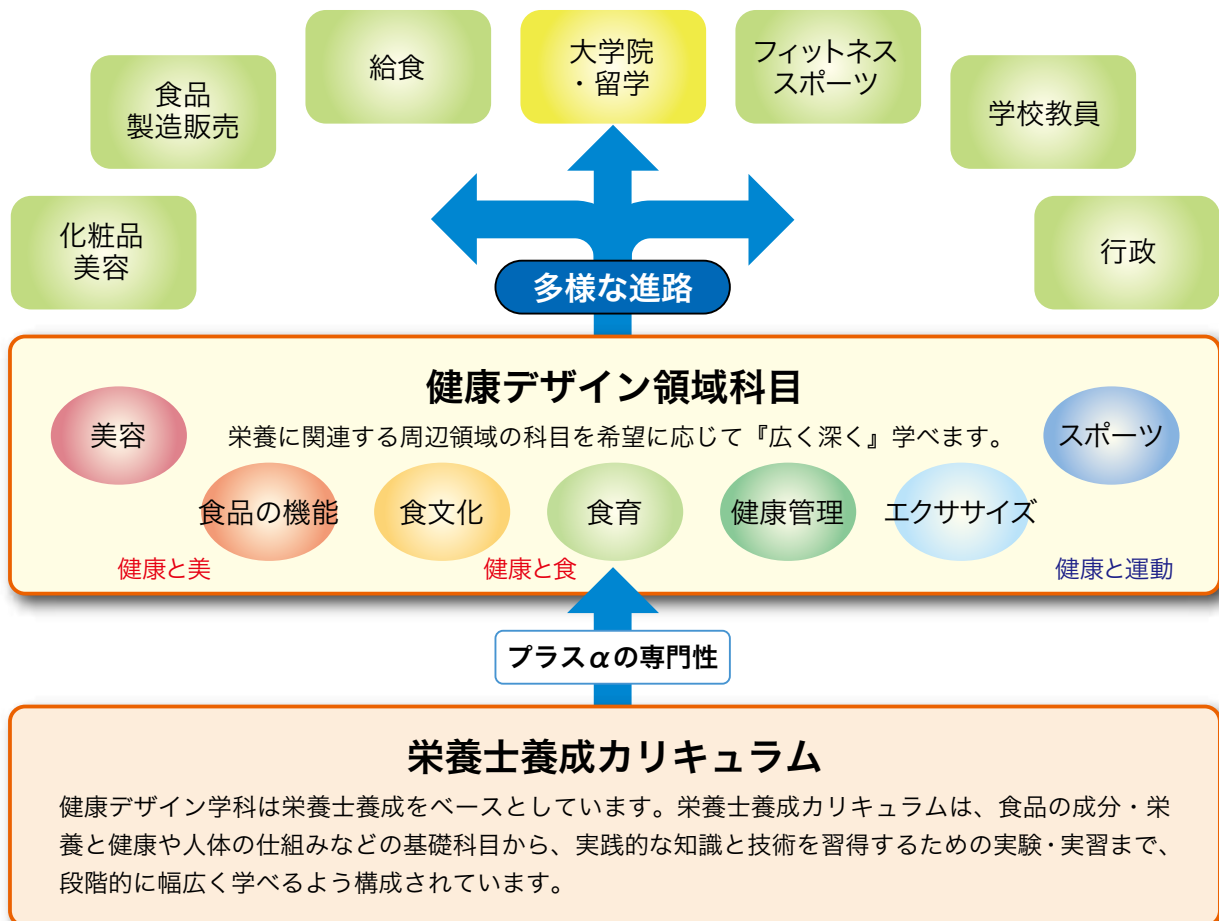 大学院
・留学
給食
フィットネス
スポーツ
食品
製造販売
学校教員
化粧品
美容
行政
多様な進路
健康デザイン領域科目
美容
栄養に関連する周辺領域の科目を希望に応じて『広く深く』学べます。
スポーツ
食品の機能
食文化
食育
健康管理
エクササイズ
健康と美
健康と食
健康と運動
プラスαの専門性
栄養士養成カリキュラム
健康デザイン学科は栄養士養成をベースとしています。栄養士養成カリキュラムは、食品の成分・栄
養と健康や人体の仕組みなどの基礎科目から、実践的な知識と技術を習得するための実験・実習まで、
段階的に幅広く学べるよう構成されています。